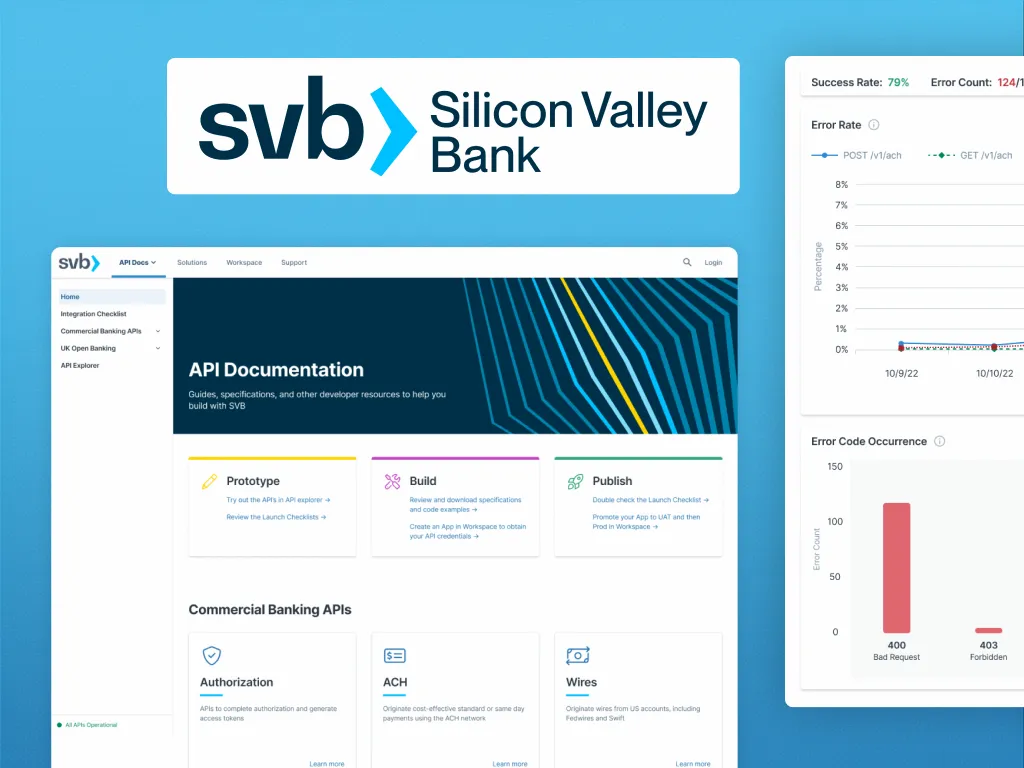 svb
Silicon Valley
Bank
svb
API Docs
Solutions
Workspace
Support
Login
Home
Integration Checklist
Commercial Banking APIs
UK Open Banking
API Explorer
All APIs Operational
API Documentation
Guides, specifications, and other developer resources to help you
build with SVB
Prototype
Try out the API's in API explorer →
Review the Launch Checklists →
Build
Review and download specifications
and code examples →
Create an App in Workspace to obtain
your API credentials →
Publish
Double check the Launch Checklist →
Promote your App to UAT and then
Prod in Workspace →
Commercial Banking APIs
Authorization
APIs to complete authorization and generate
access tokens
Learn more
ACH
Originate cost-effective standard or same day
payments using the ACH network
Learn more
Wires
Originate wires from US accounts, including
Fedwires and Swift
Learn more
Success Rate: 79%
Error Count: 124/1
Error Rate
POST /v1/ach
GET /v1/ach
Percentage
8%
7%
6%
5%
4%
3%
2%
1%
0%
10/9/22
10/10/22
Error Code Occurrence
Error Count
150
100
50
0
400
Bad Request
403
Forbidden